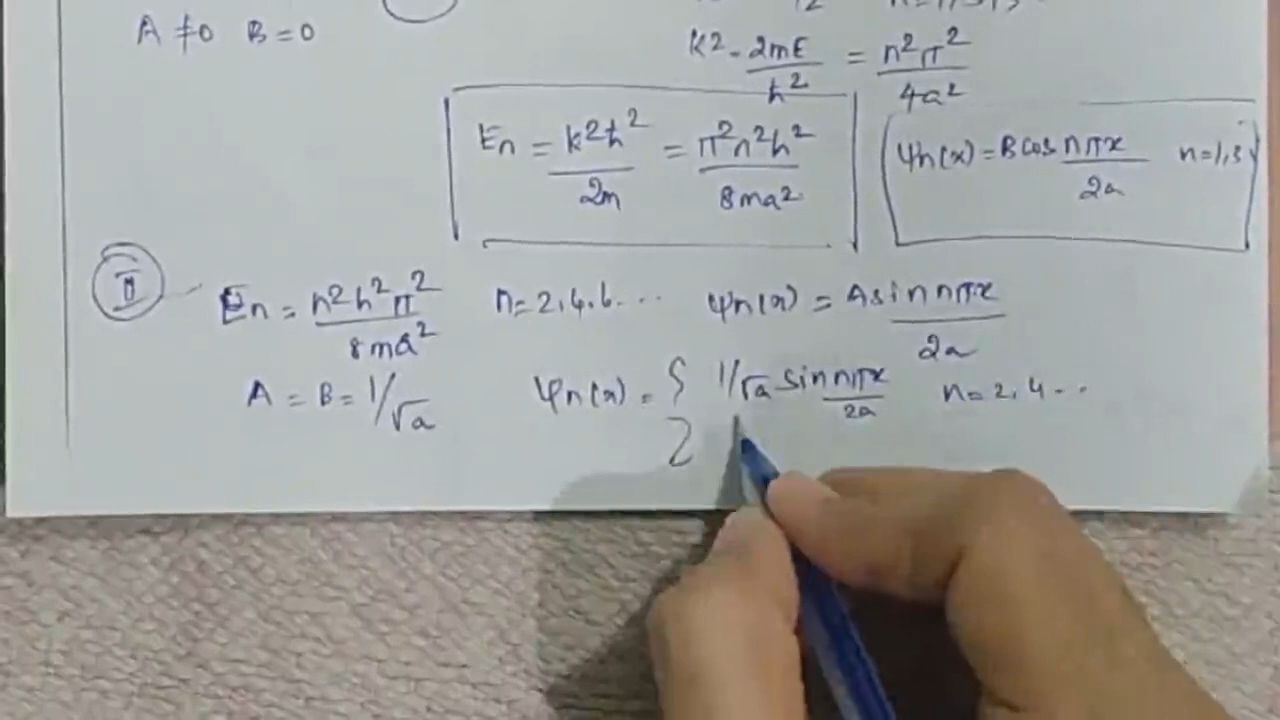 A ≠ 0 B = 0
k² - 2mE/ħ² = n²π²/4a²
En = k²ħ²/2m = π²n²ħ²/8ma²
ψn(x) = B cos nπx/2a n=1,3
II
En = n²ħ²π²/8ma² n=2,4,6... ψn(x) = A sin nπx/2a
A = B = 1/√a ψn(x) = { 1/√a sin nπx/2a n=2,4...